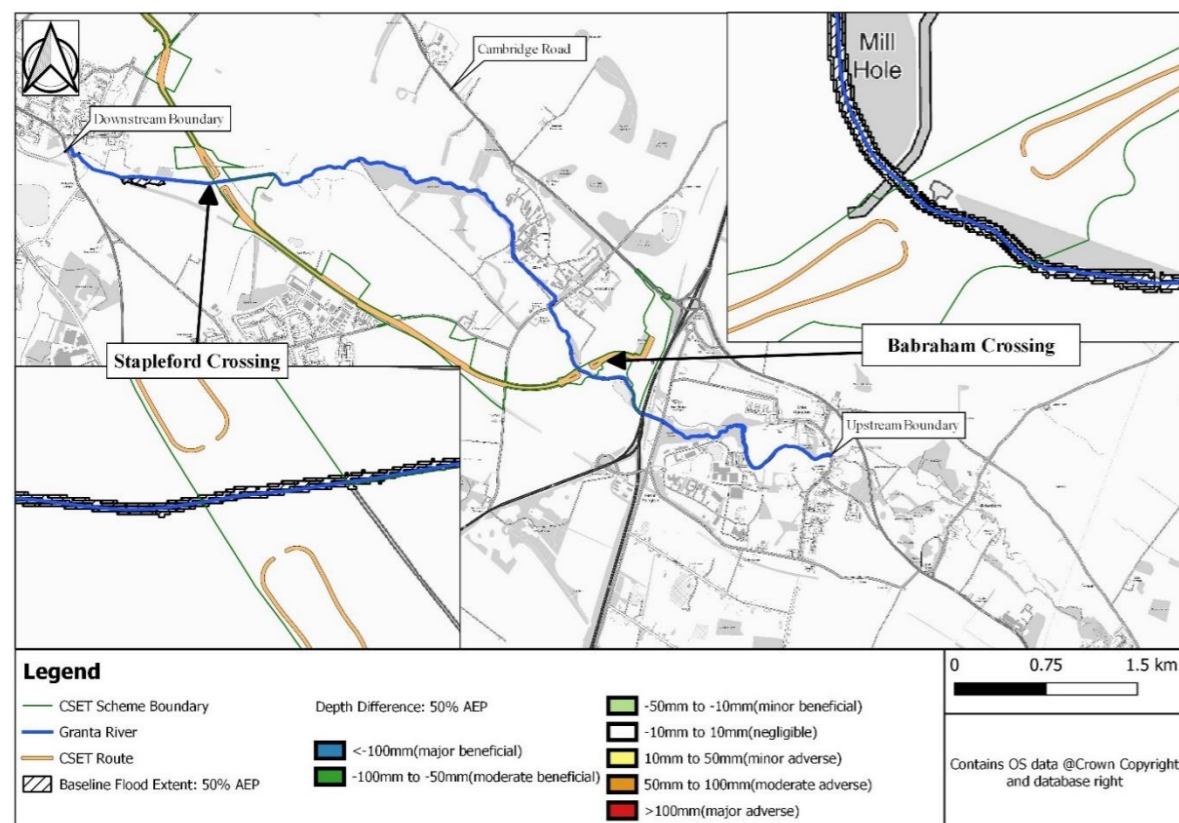 Cambridge Road
Mill
Hole
Downstream Boundary
Stapleford Crossing
Babraham Crossing
Upstream Boundary
Legend
CSET Scheme Boundary
Granta River
CSET Route
Baseline Flood Extent: 50% AEP
Depth Difference: 50% AEP
<-100mm(major beneficial)
-100mm to -50mm(moderate beneficial)
-50mm to -10mm(minor beneficial)
-10mm to 10mm(negligible)
10mm to 50mm(minor adverse)
50mm to 100mm(moderate adverse)
>100mm(major adverse)
0 0.75 1.5 km
Contains OS data @Crown Copyright
and database right